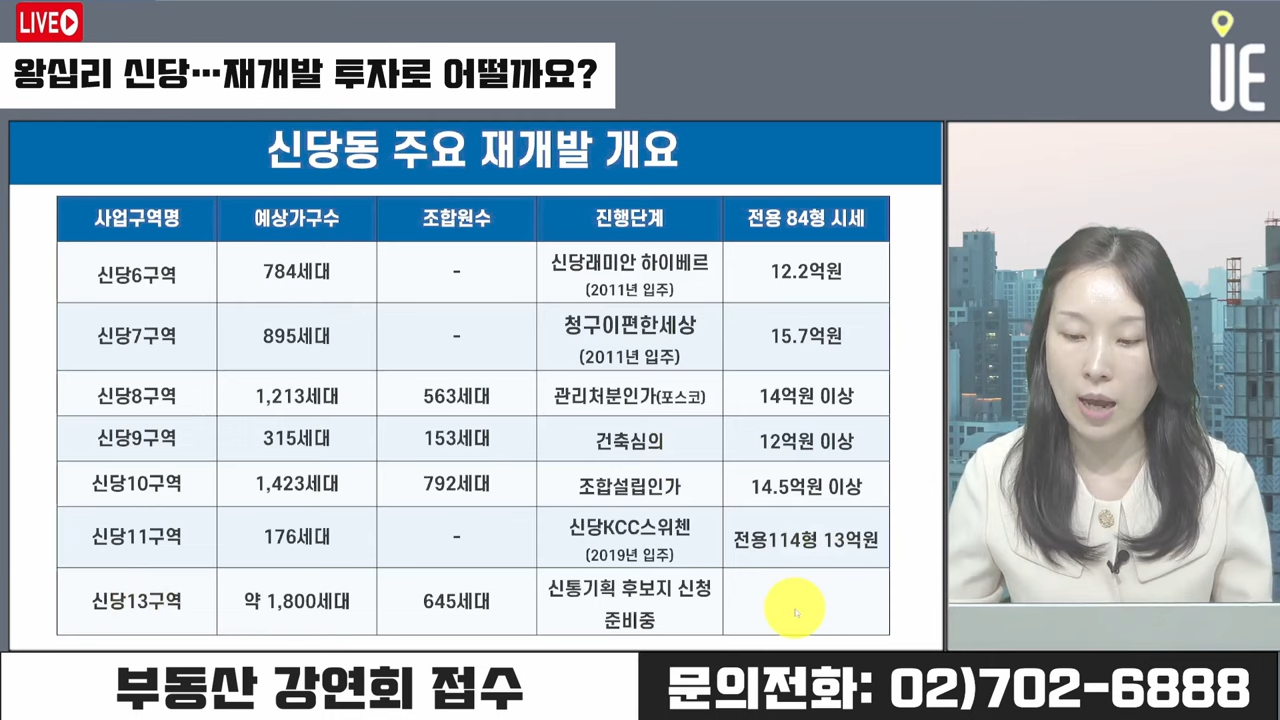 LIVE
왕십리 신당···재개발 투자로 어떨까요?
UE
신당동 주요 재개발 개요
사업구역명 예상가구수 조합원수 진행단계 전용 84형 시세
신당6구역 784세대 - 신당래미안 하이베르 (2011년 입주) 12.2억원
신당7구역 895세대 - 청구이편한세상 (2011년 입주) 15.7억원
신당8구역 1,213세대 563세대 관리처분인가(포스코) 14억원 이상
신당9구역 315세대 153세대 건축심의 12억원 이상
신당10구역 1,423세대 792세대 조합설립인가 14.5억원 이상
신당11구역 176세대 - 신당KCC스위첸 (2019년 입주) 전용114형 13억원
신당13구역 약 1,800세대 645세대 신통기획 후보지 신청 준비중
부동산 강연회 접수
문의전화: 02)702-6888